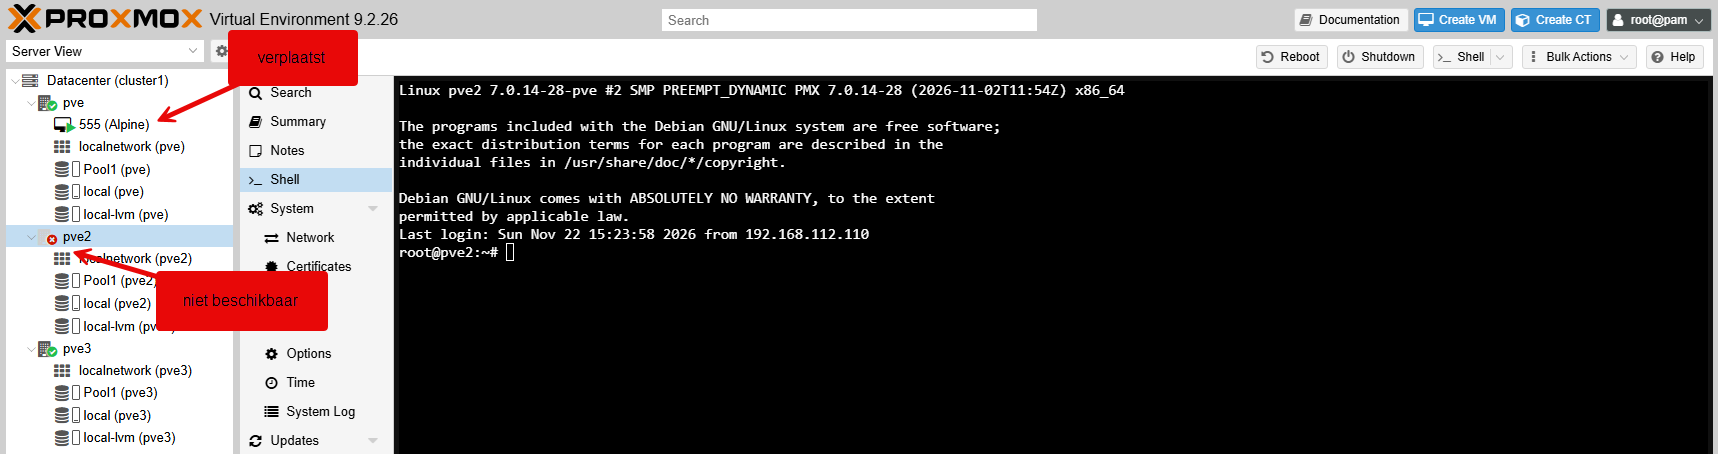 PROXMOX Virtual Environment 9.2.26
Search
Documentation
Create VM
Create CT
root@pam
Server View
verplaatst
Reboot
Shutdown
Shell
Bulk Actions
Help
Datacenter (cluster1)
pve
555 (Alpine)
localnetwork (pve)
Pool1 (pve)
local (pve)
local-lvm (pve)
pve2
localnetwork (pve2)
Pool1 (pve2)
local (pve2)
local-lvm (pve2)
niet beschikbaar
pve3
localnetwork (pve3)
Pool1 (pve3)
local (pve3)
local-lvm (pve3)
Search
Summary
Notes
Shell
System
Network
Certificates
Options
Time
System Log
Updates
Linux pve2 7.0.14-28-pve #2 SMP PREEMPT_DYNAMIC PMX 7.0.14-28 (2026-11-02T11:54Z) x86_64
The programs included with the Debian GNU/Linux system are free software;
the exact distribution terms for each program are described in the
individual files in /usr/share/doc/*/copyright.
Debian GNU/Linux comes with ABSOLUTELY NO WARRANTY, to the extent
permitted by applicable law.
Last login: Sun Nov 22 15:23:58 2026 from 192.168.112.110
root@pve2:~#